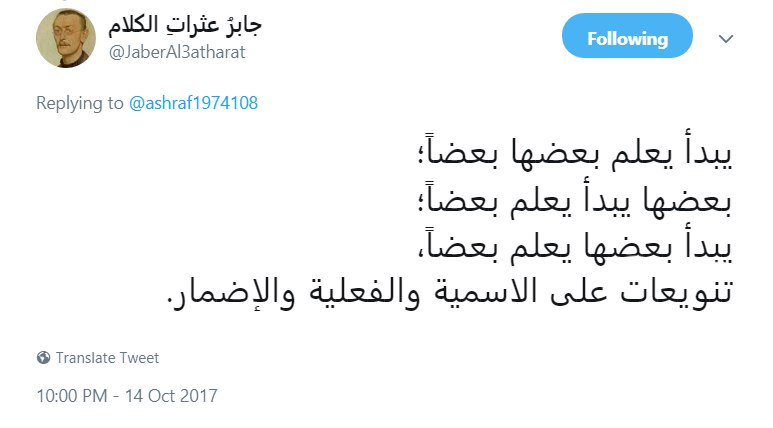 جابرُ عثراتِ الكلام
@JaberAl3atharat
Following
Replying to @ashraf1974108
يبدأ يعلم بعضها بعضاً؛
بعضها يبدأ يعلم بعضاً؛
يبدأ بعضها يعلم بعضاً،
تنويعات على الاسمية والفعلية والإضمار.
Translate Tweet
10:00 PM - 14 Oct 2017